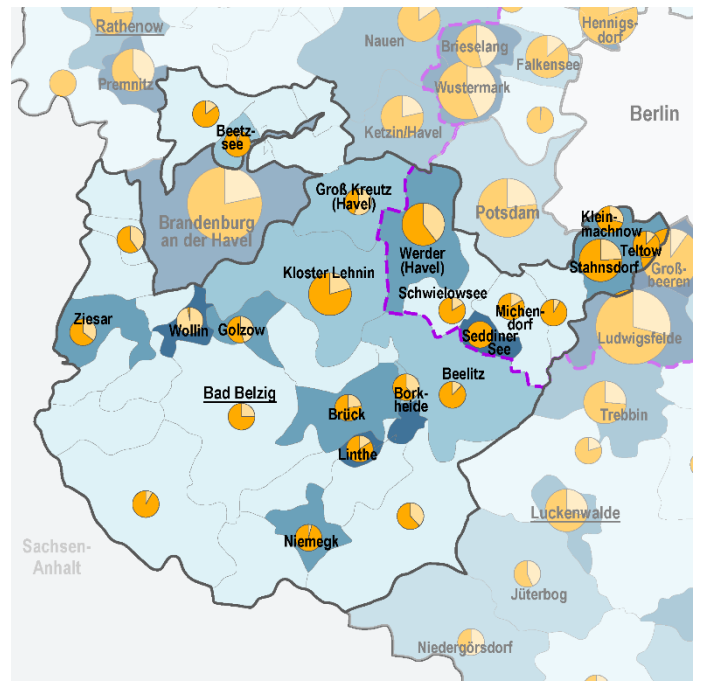 Rathenow
Hennigs-
dorf
Nauen
Brieselang
Falkensee
Premnitz
Wustermark
Berlin
Ketzin/Havel
Beetz-
see
Groß Kreutz
(Havel)
Brandenburg
an der Havel
Potsdam
Klein-
machnow
Teltow
Werder
(Havel)
Stahnsdorf
Groß-
beeren
Kloster Lehnin
Schwielowsee
Michen-
dorf
Ziesar
Wollin
Golzow
Seddiner
See
Ludwigsfelde
Beelitz
Bad Belzig
Bork-
heide
Brück
Trebbin
Linthe
Luckenwalde
Sachsen-
Anhalt
Niemegk
Jüterbog
Niedergörsdorf